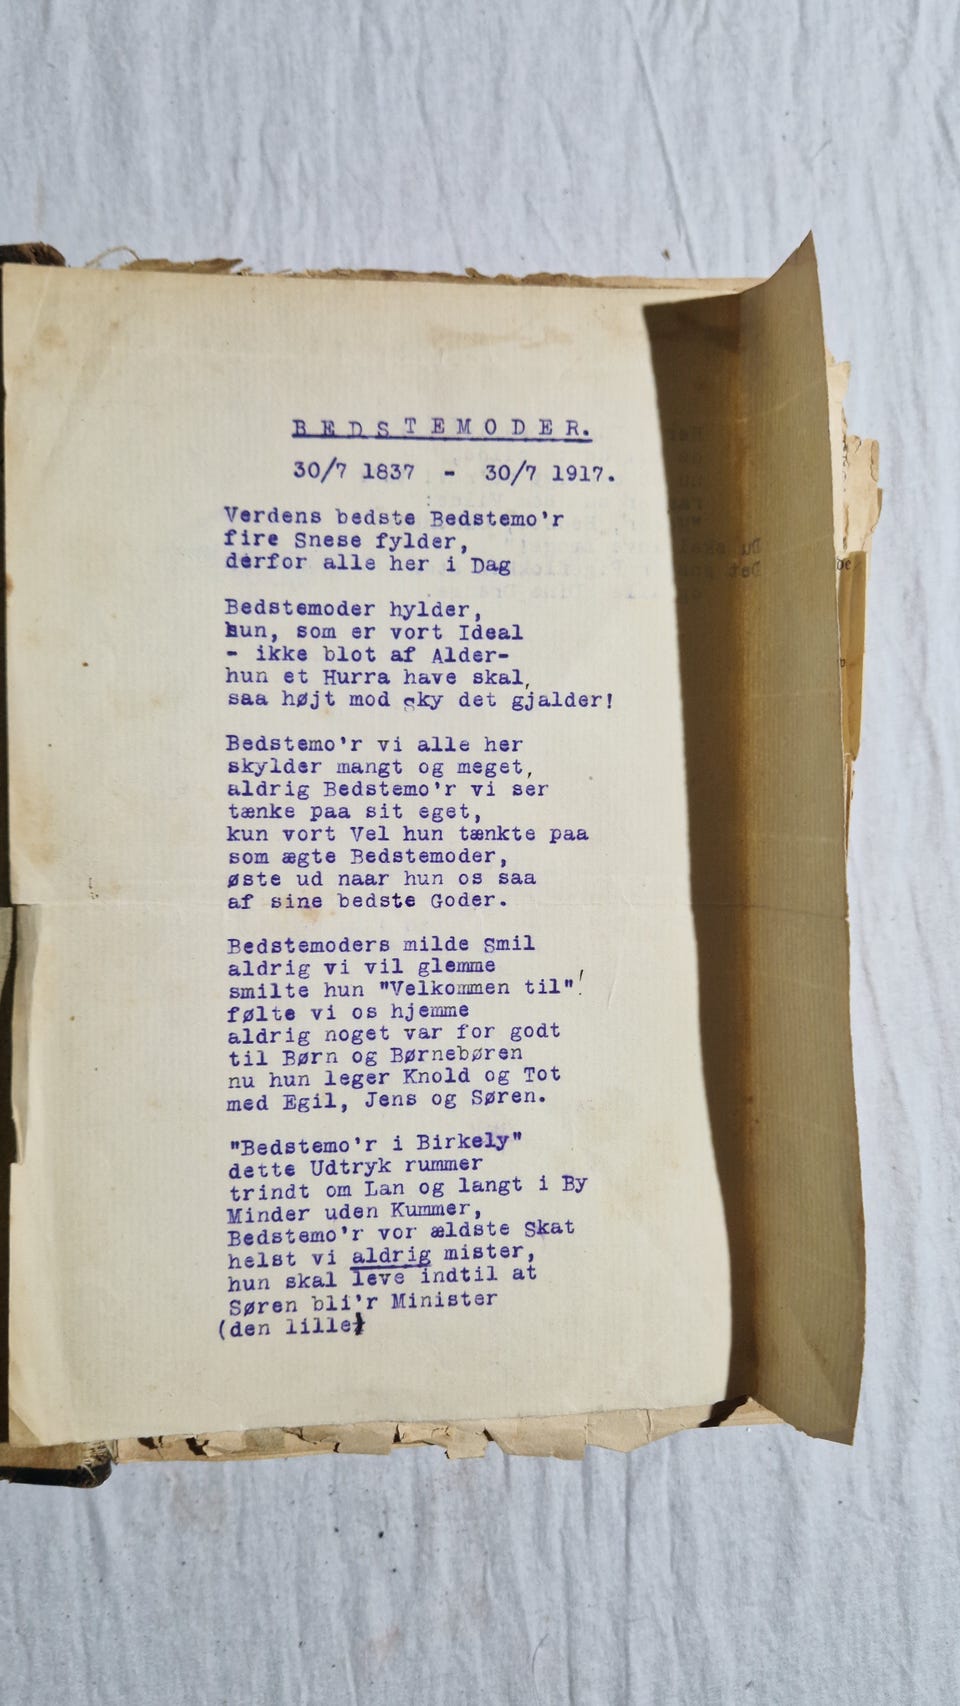 BEDSTEMODER.
30/7 1837 - 30/7 1917.
Verdens bedste Bedstemo'r
fire Snese fylder,
derfor alle her i Dag
Bedstemoder hylder,
hun, som er vort Ideal
- ikke blot af Alder-
hun et Hurra have skal,
saa højt mod sky det gjalder!
Bedstemo'r vi alle her
skylder mangt og meget,
aldrig Bedstemo'r vi ser
tænke paa sit eget,
kun vort Vel hun tænkte paa
som ægte Bedstemoder,
øste ud naar hun os saa
af sine bedste Goder.
Bedstemoders milde Smil
aldrig vi vil glemme
smilte hun "Velkommen til"!
følte vi os hjemme
aldrig noget var for godt
til Børn og Børnebøren
nu hun leger Knold og Tot
med Egil, Jens og Søren.
"Bedstemo'r i Birkely"
dette Udtryk rummer
trindt om Lan og langt i By
Minder uden Kummer,
Bedstemo'r vor ældste Skat
helst vi aldrig mister,
hun skal leve indtil at
Søren bli'r Minister
(den lille)